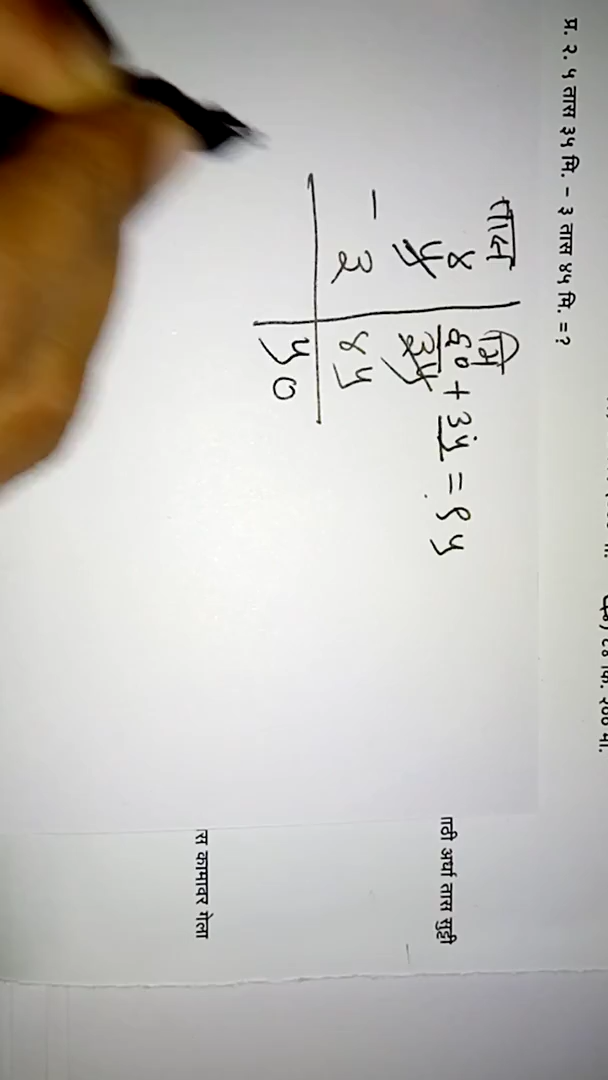 प्र. २. ५ तास ३५ मि. - ३ तास ४५ मि. = ?
तास मि
४ ६० + ३५ = ९५
५ ३५
- ३ ४५
५०
ाठी अर्धा तास सुट्टी
स कामावर गेला